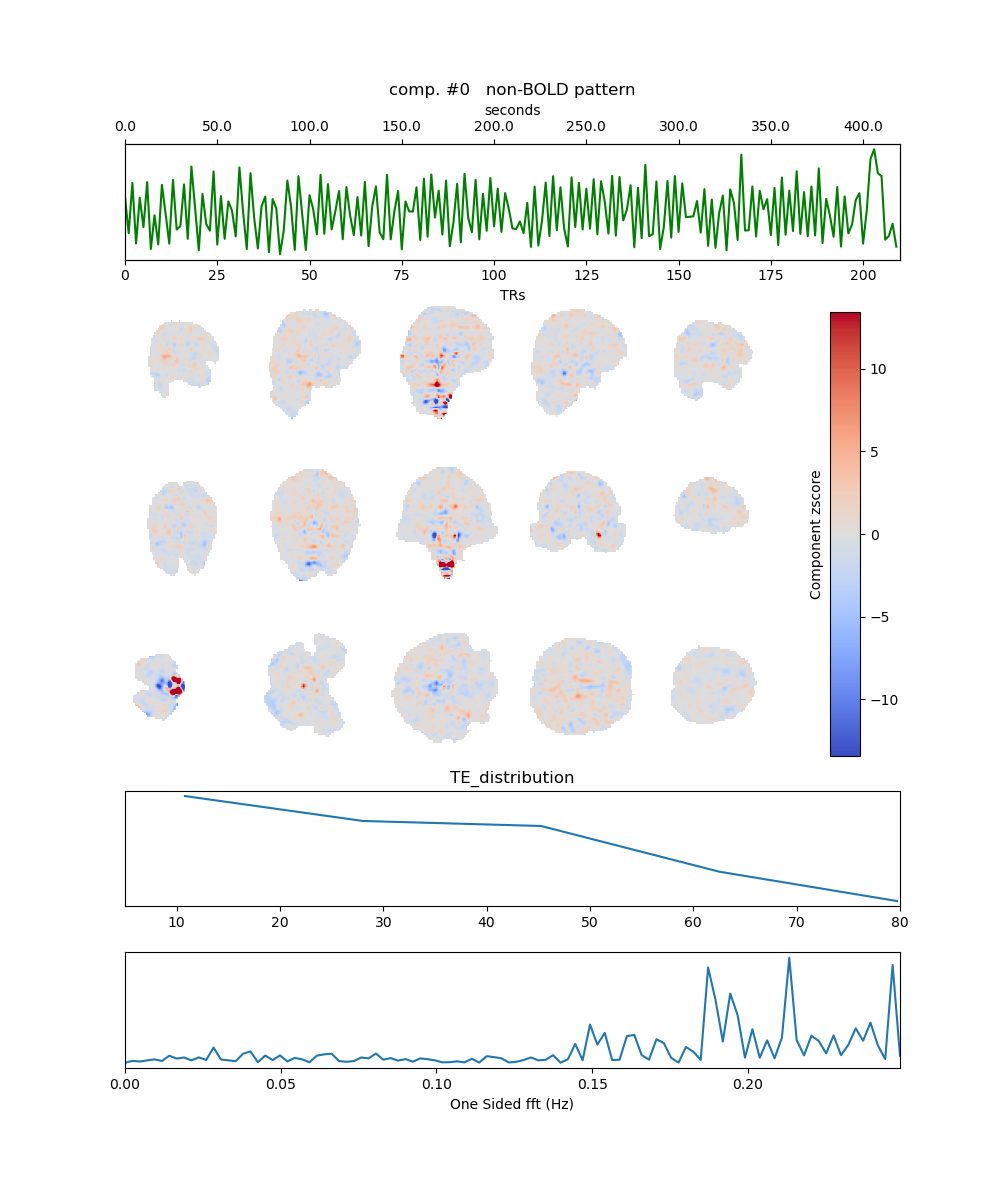 comp. #0   non-BOLD pattern
seconds
0.0 50.0 100.0 150.0 200.0 250.0 300.0 350.0 400.0
0 25 50 75 100 125 150 175 200
TRs
10
5
0
−5
−10
Component zscore
TE_distribution
10 20 30 40 50 60 70 80
0.00 0.05 0.10 0.15 0.20
One Sided fft (Hz)